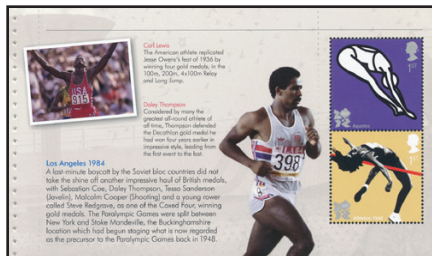 Carl Lewis
The American athlete replicated
Jesse Owens's feat of 1936 by
winning four gold medals, in the
100m, 200m, 4x100m Relay
and Long Jump.
Daley Thompson
Considered by many the
greatest all-round athlete of
all time, Thompson defended
the Decathlon gold medal he
had won four years earlier in
impressive style, leading
from the first event to the last.
Los Angeles 1984
A last-minute boycott by the Soviet bloc countries did not
take the shine off another impressive haul of British medals,
with Sebastian Coe, Daley Thompson, Tessa Sanderson
(Javelin), Malcolm Cooper (Shooting) and a young rower
called Steve Redgrave, as one of the Coxed Four, winning
gold medals. The Paralympic Games were split between
New York and Stoke Mandeville, the Buckinghamshire
location which had begun staging what is now regarded
as the precursor to the Paralympic Games back in 1948.
USA
915
398
1st
1st